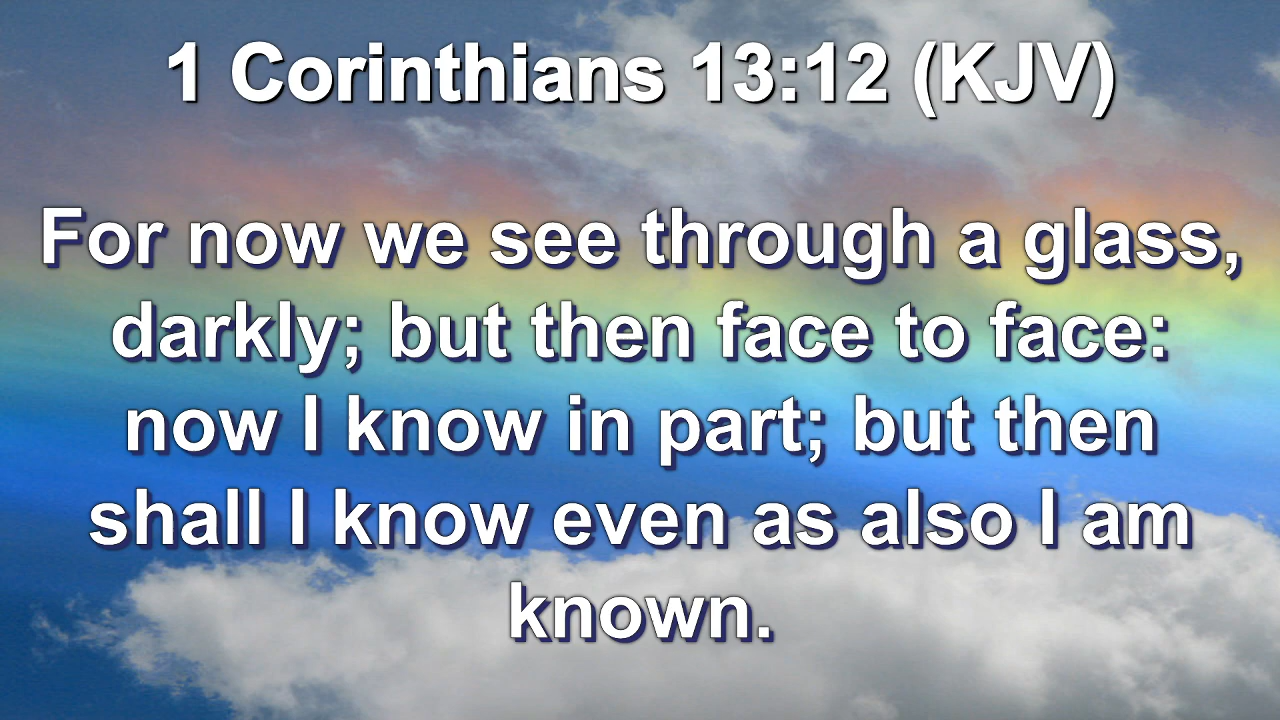 1 Corinthians 13:12 (KJV)
For now we see through a glass,
darkly; but then face to face:
now I know in part; but then
shall I know even as also I am
known.